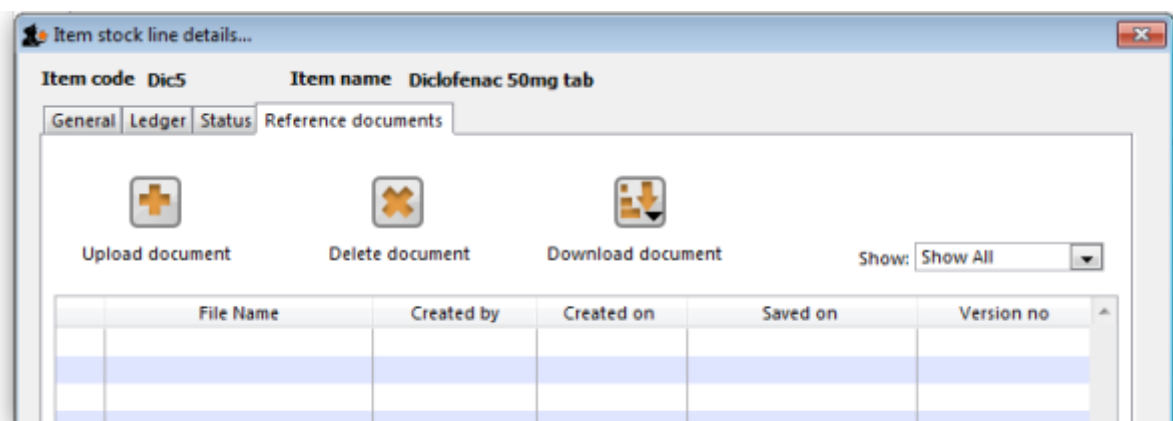 Item stock line details...
Item code Dic5 Item name Diclofenac 50mg tab
General Ledger Status Reference documents
Upload document Delete document Download document Show: Show All
File Name Created by Created on Saved on Version no